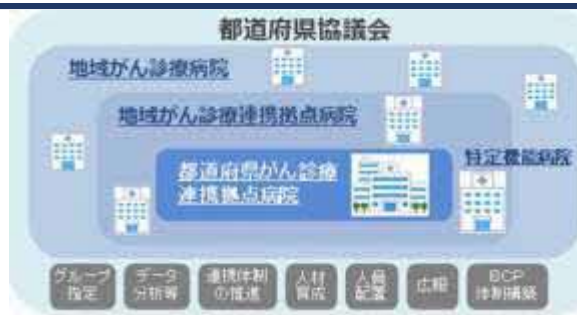 都道府県協議会
地域がん診療病院
地域がん診療連携拠点病院
特定機能病院
都道府県がん診療
連携拠点病院
グループ
指定
データ
分析等
連携体制
の推進
人材
育成
人員
配置
広報
BCP
体制構築